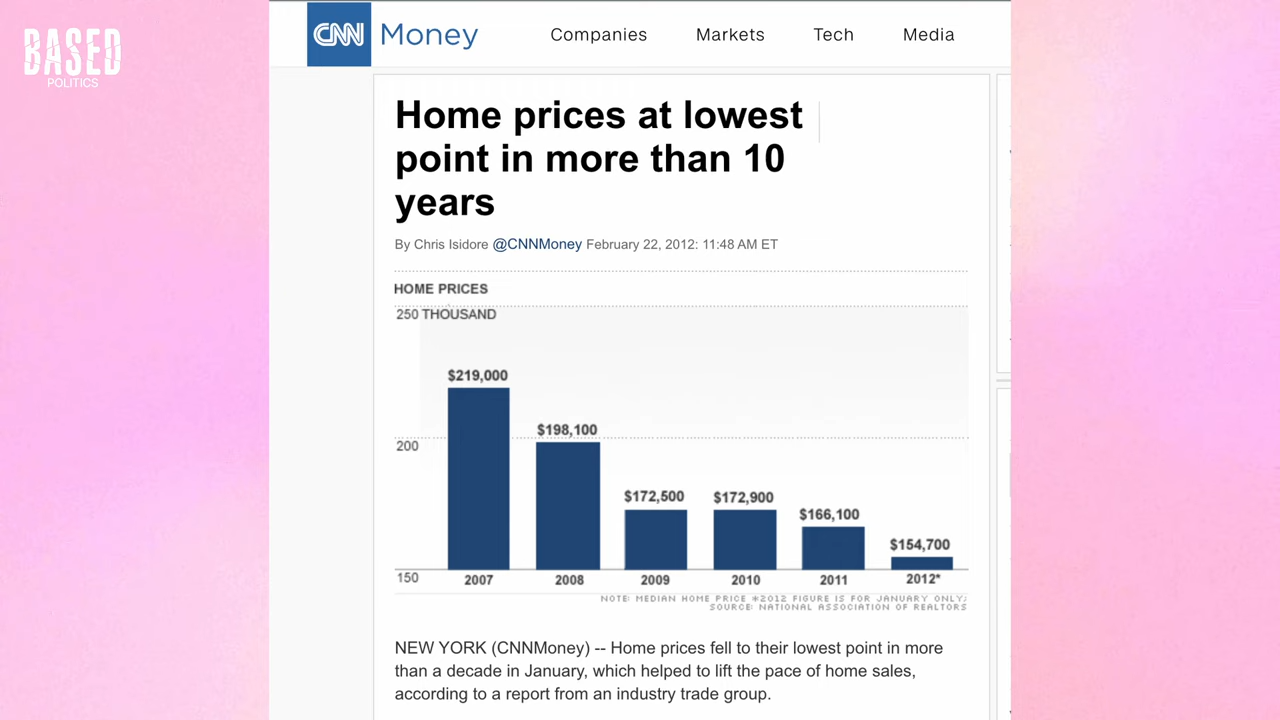 BASED
POLITICS
CNN Money
Companies Markets Tech Media
Home prices at lowest
point in more than 10
years
By Chris Isidore @CNNMoney February 22, 2012: 11:48 AM ET
HOME PRICES
250 THOUSAND
$219,000
$198,100
200
$172,500
$172,900
$166,100
$154,700
150
2007 2008 2009 2010 2011 2012*
NOTE: MEDIAN HOME PRICE *2012 FIGURE IS FOR JANUARY ONLY;
SOURCE: NATIONAL ASSOCIATION OF REALTORS
NEW YORK (CNNMoney) -- Home prices fell to their lowest point in more
than a decade in January, which helped to lift the pace of home sales,
according to a report from an industry trade group.